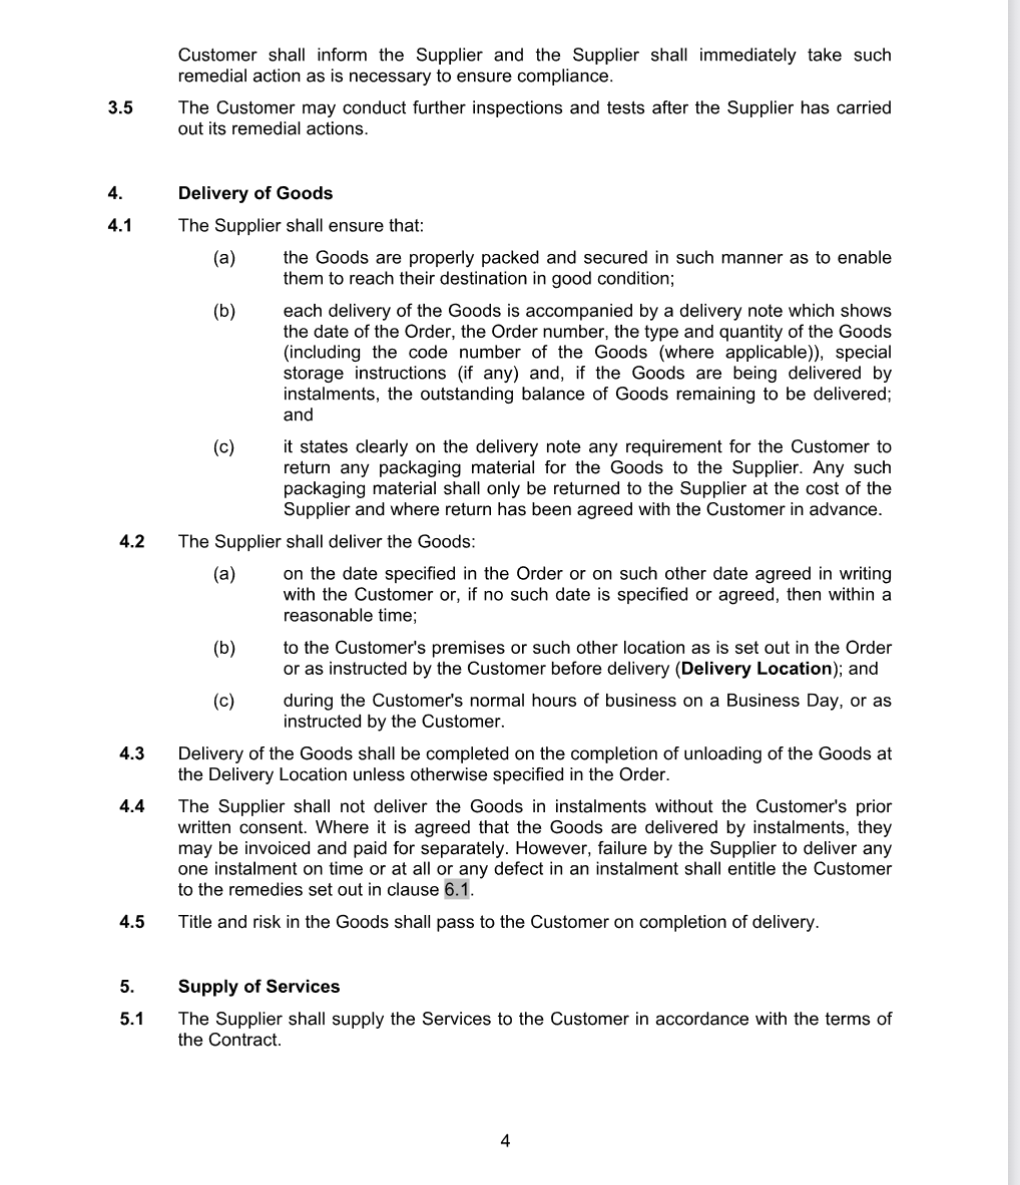 Customer shall inform the Supplier and the Supplier shall immediately take such
remedial action as is necessary to ensure compliance.
3.5 The Customer may conduct further inspections and tests after the Supplier has carried
out its remedial actions.
4. Delivery of Goods
4.1 The Supplier shall ensure that:
(a) the Goods are properly packed and secured in such manner as to enable
them to reach their destination in good condition;
(b) each delivery of the Goods is accompanied by a delivery note which shows
the date of the Order, the Order number, the type and quantity of the Goods
(including the code number of the Goods (where applicable)), special
storage instructions (if any) and, if the Goods are being delivered by
instalments, the outstanding balance of Goods remaining to be delivered;
and
(c) it states clearly on the delivery note any requirement for the Customer to
return any packaging material for the Goods to the Supplier. Any such
packaging material shall only be returned to the Supplier at the cost of the
Supplier and where return has been agreed with the Customer in advance.
4.2 The Supplier shall deliver the Goods:
(a) on the date specified in the Order or on such other date agreed in writing
with the Customer or, if no such date is specified or agreed, then within a
reasonable time;
(b) to the Customer's premises or such other location as is set out in the Order
or as instructed by the Customer before delivery (Delivery Location); and
(c) during the Customer's normal hours of business on a Business Day, or as
instructed by the Customer.
4.3 Delivery of the Goods shall be completed on the completion of unloading of the Goods at
the Delivery Location unless otherwise specified in the Order.
4.4 The Supplier shall not deliver the Goods in instalments without the Customer's prior
written consent. Where it is agreed that the Goods are delivered by instalments, they
may be invoiced and paid for separately. However, failure by the Supplier to deliver any
one instalment on time or at all or any defect in an instalment shall entitle the Customer
to the remedies set out in clause 6.1.
4.5 Title and risk in the Goods shall pass to the Customer on completion of delivery.
5. Supply of Services
5.1 The Supplier shall supply the Services to the Customer in accordance with the terms of
the Contract.
4